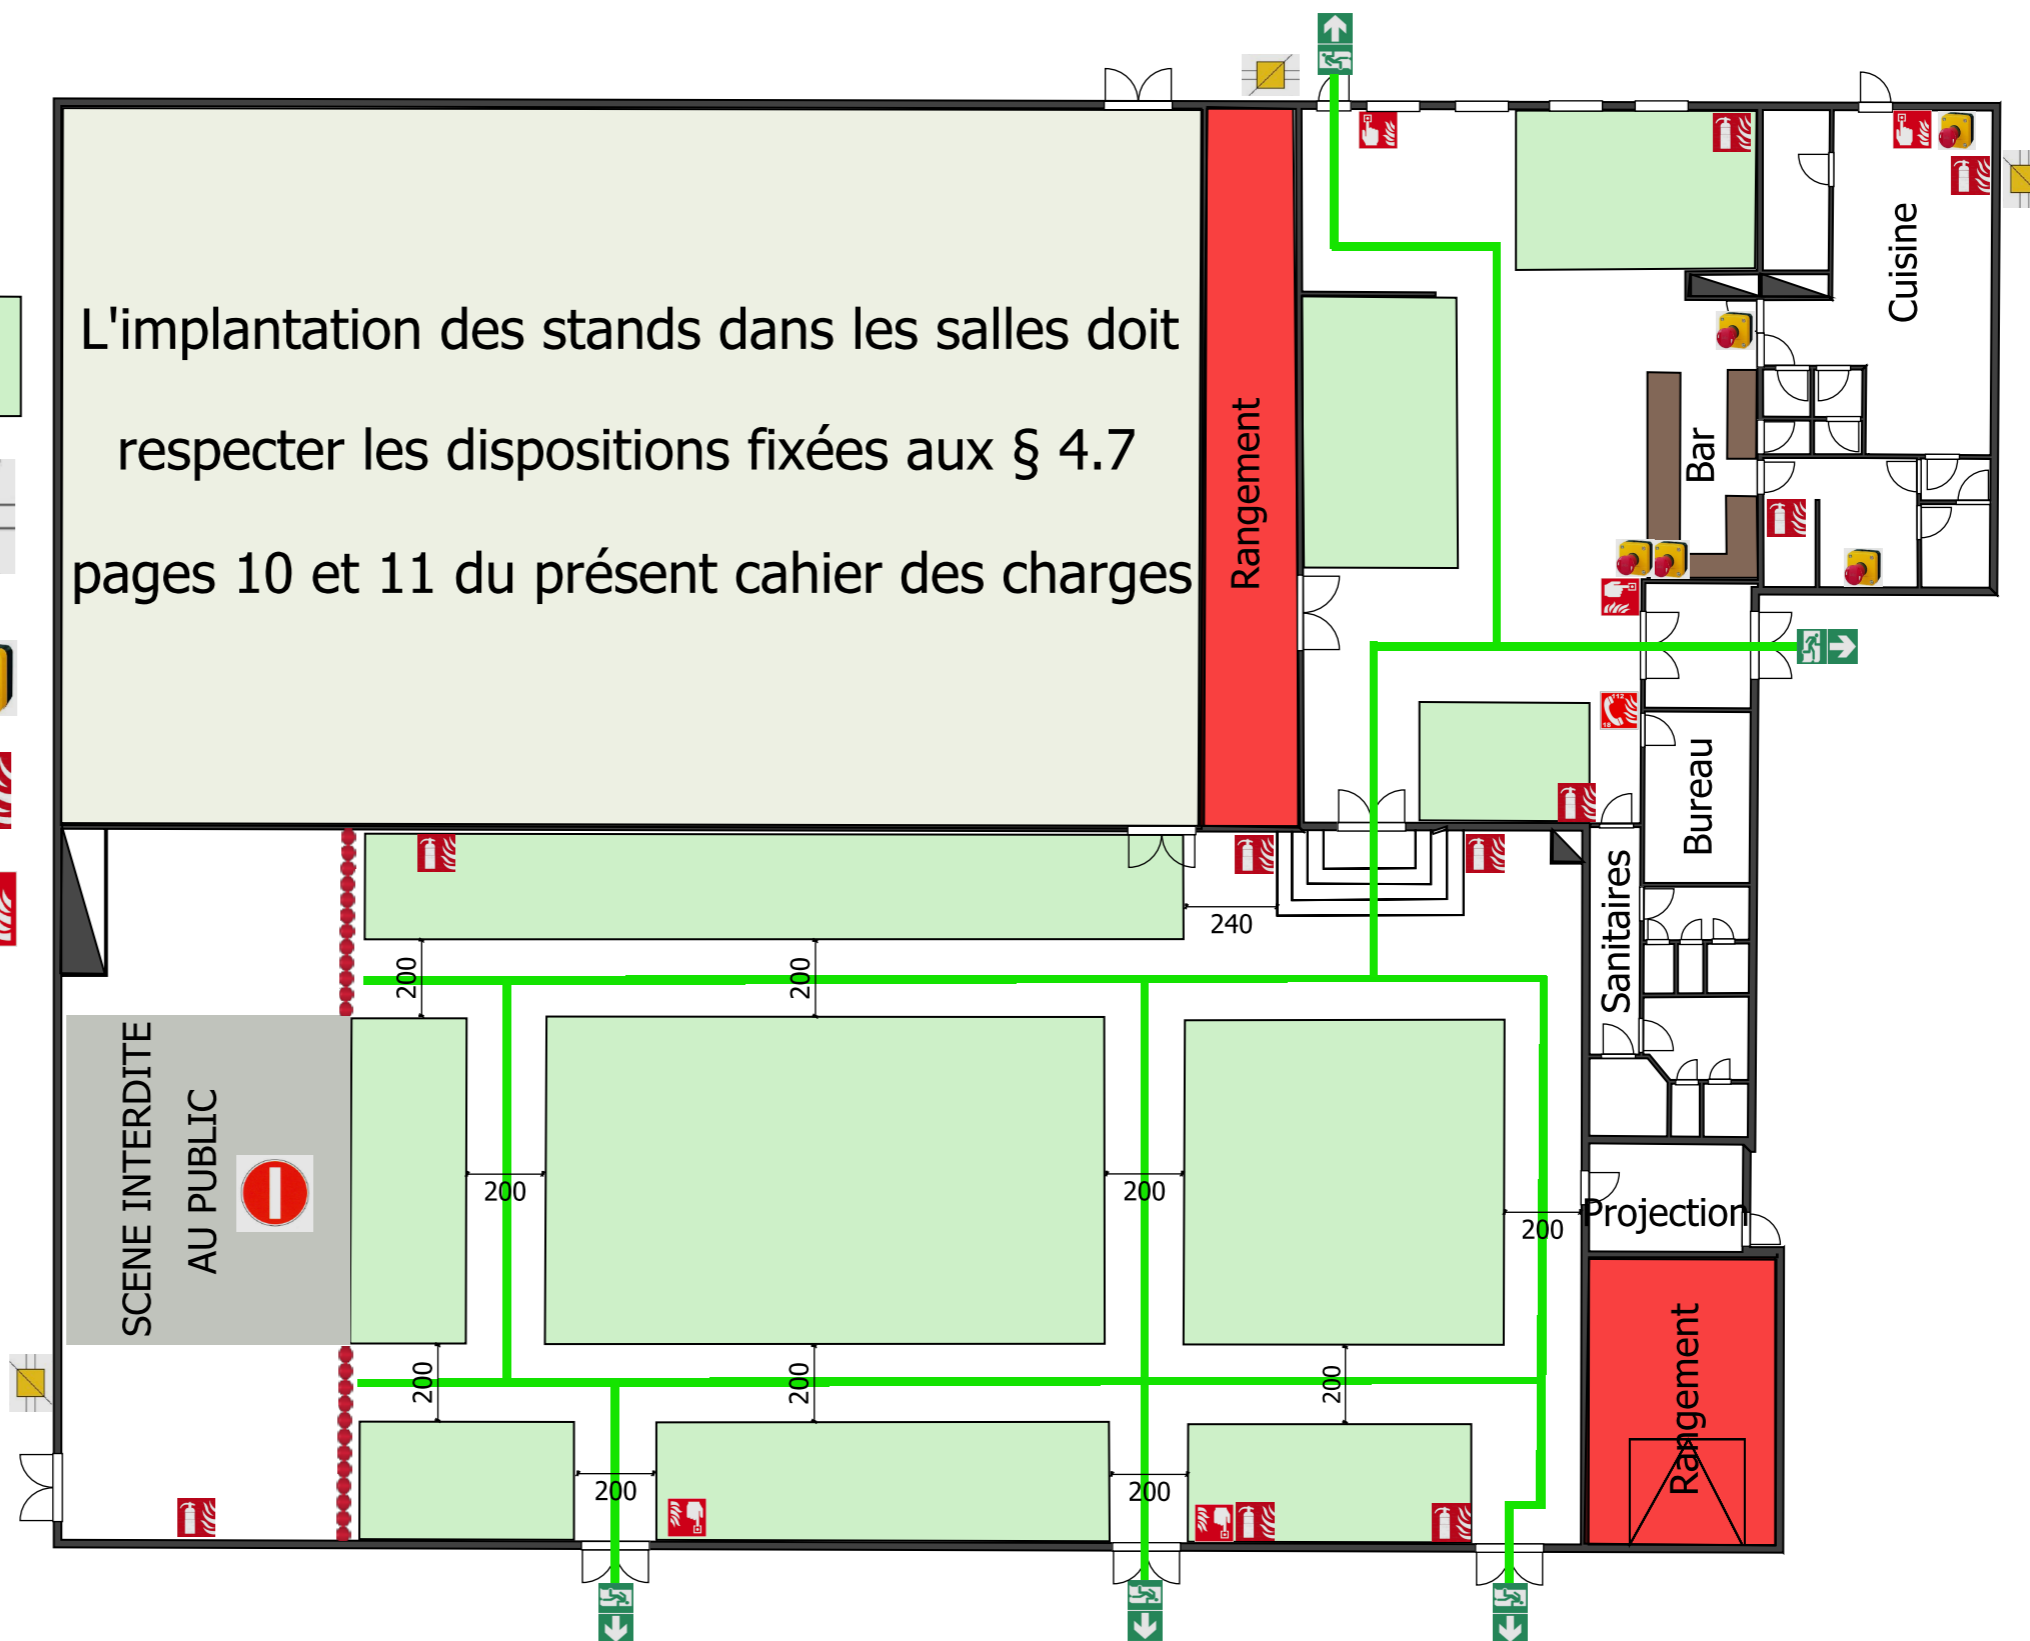 L'implantation des stands dans les salles doit
respecter les dispositions fixées aux § 4.7
pages 10 et 11 du présent cahier des charges
Rangement
Cuisine
Bar
112
18
Bureau
Sanitaires
240
200
200
SCENE INTERDITE
AU PUBLIC
200
200
200
Projection
200
200
200
Rangement
200
200